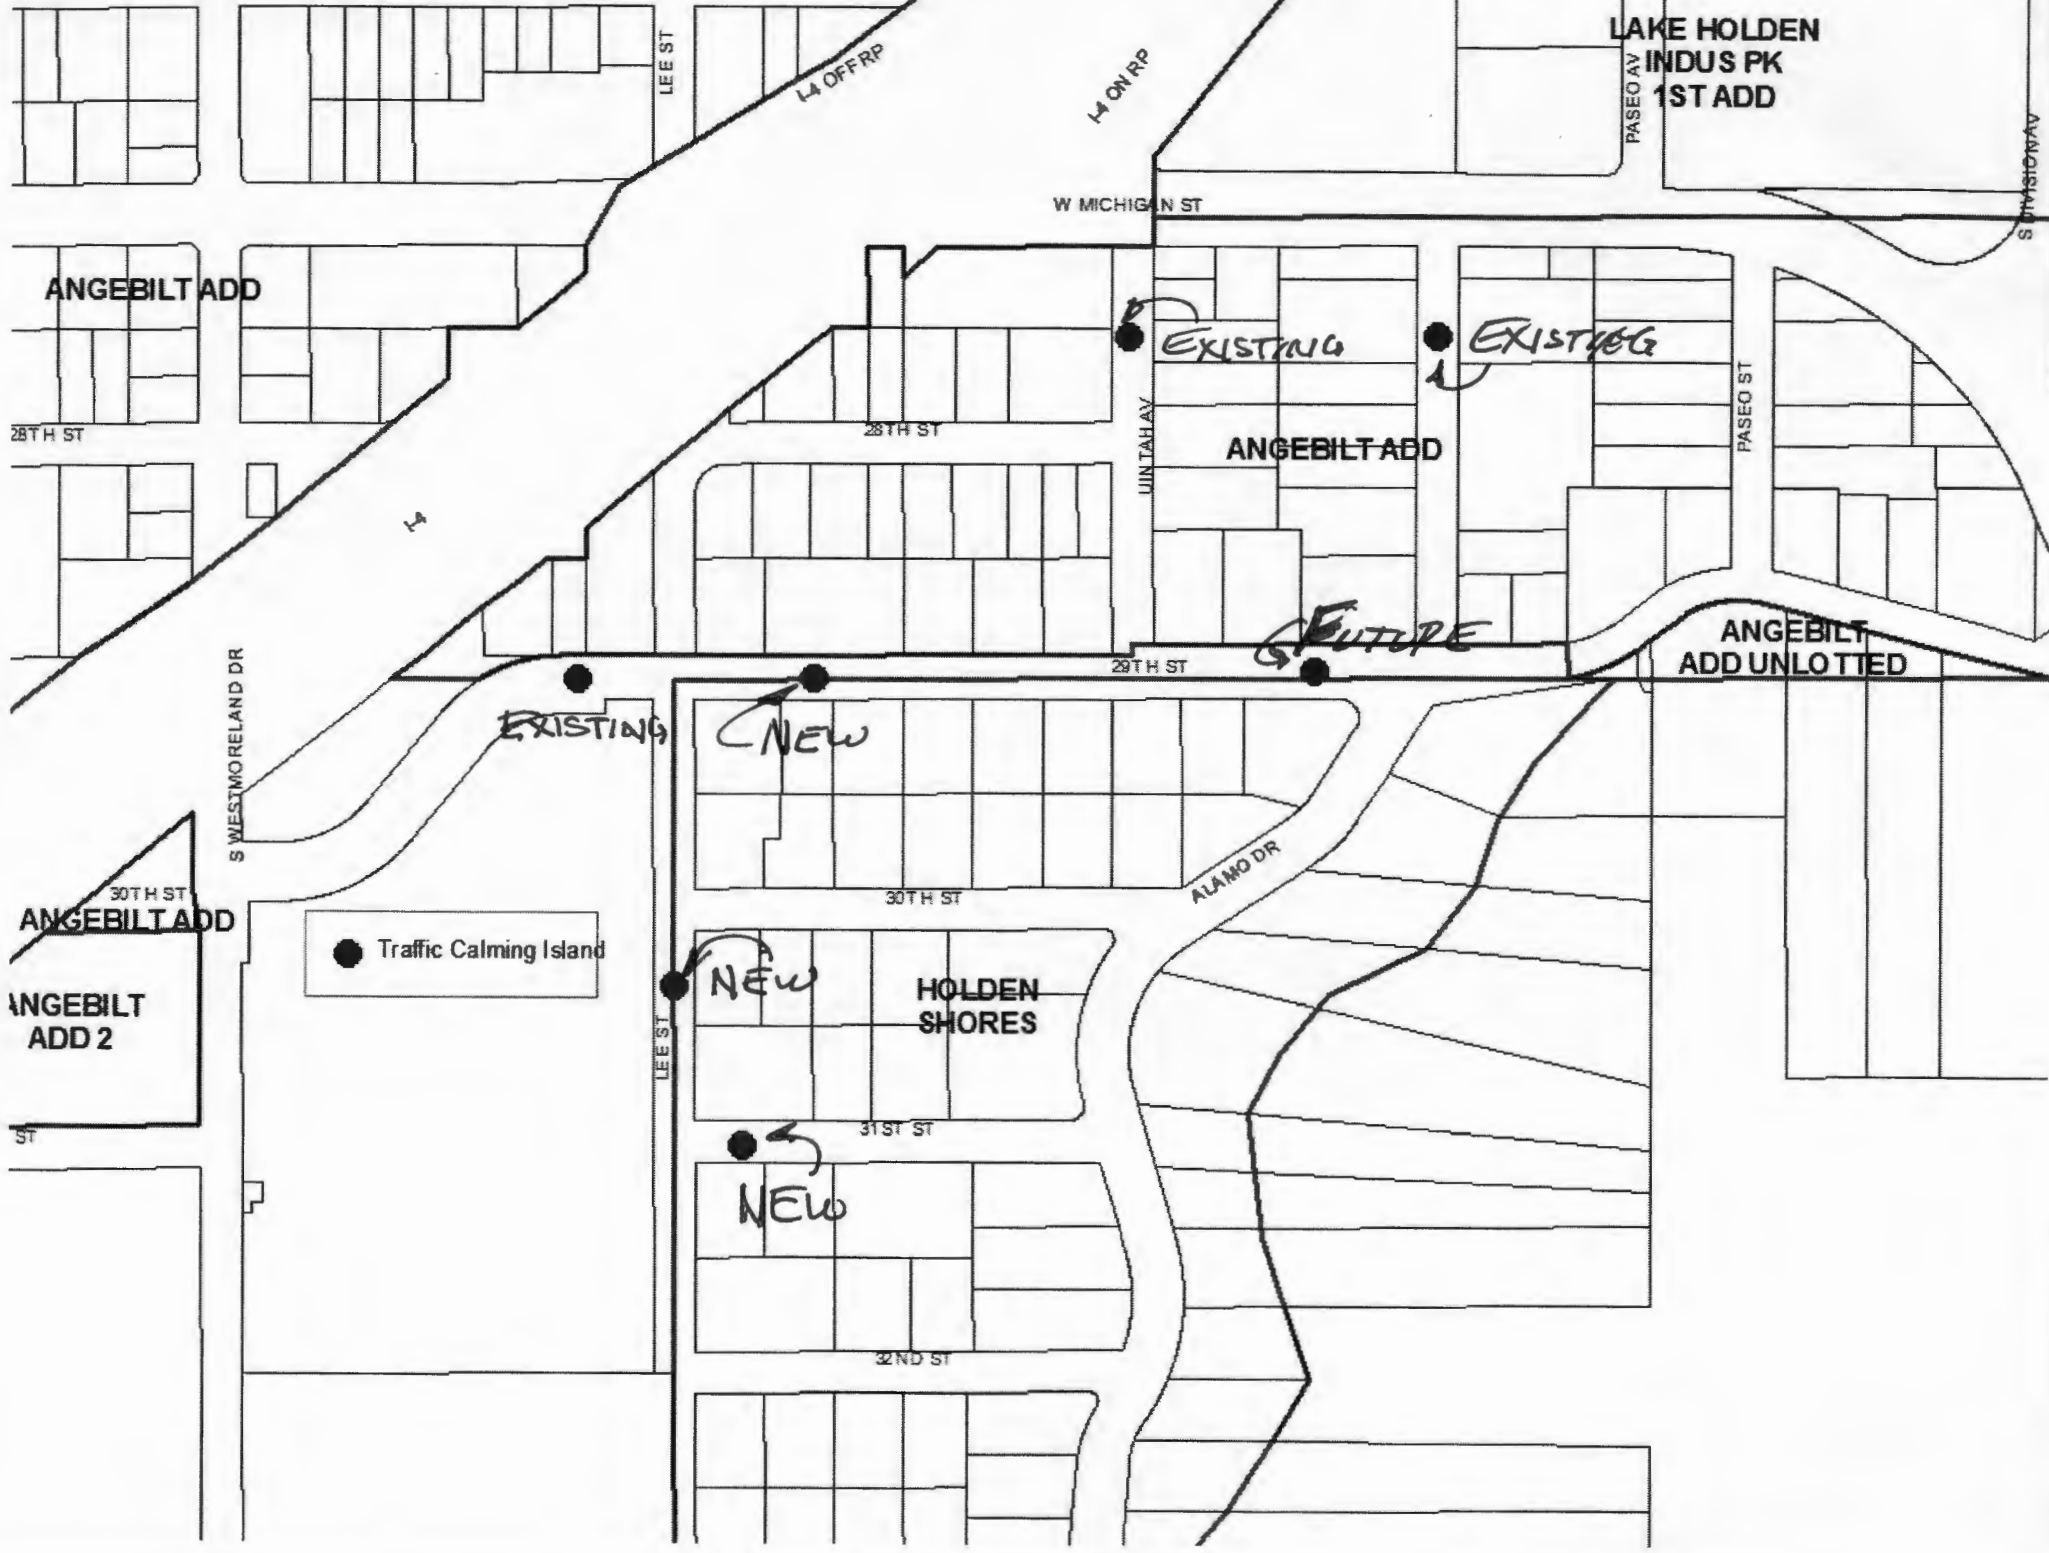 LEE ST
I-4 OFF RP
I-4 ON RP
LAKE HOLDEN
INDUS PK
1ST ADD
PASEO AV
S DIVISION AV
W MICHIGAN ST
ANGEBILT ADD
EXISTING
EXISTING
28TH ST
28TH ST
UINTAH AV
ANGEBILT ADD
PASEO ST
I-4
FUTURE
29TH ST
ANGEBILT
ADD UNLOTTED
S WESTMORELAND DR
EXISTING
NEW
30TH ST
ANGEBILT ADD
30TH ST
ALAMO DR
Traffic Calming Island
NEW
HOLDEN
SHORES
ANGEBILT
ADD 2
LEE ST
ST
31ST ST
NEW
32ND ST